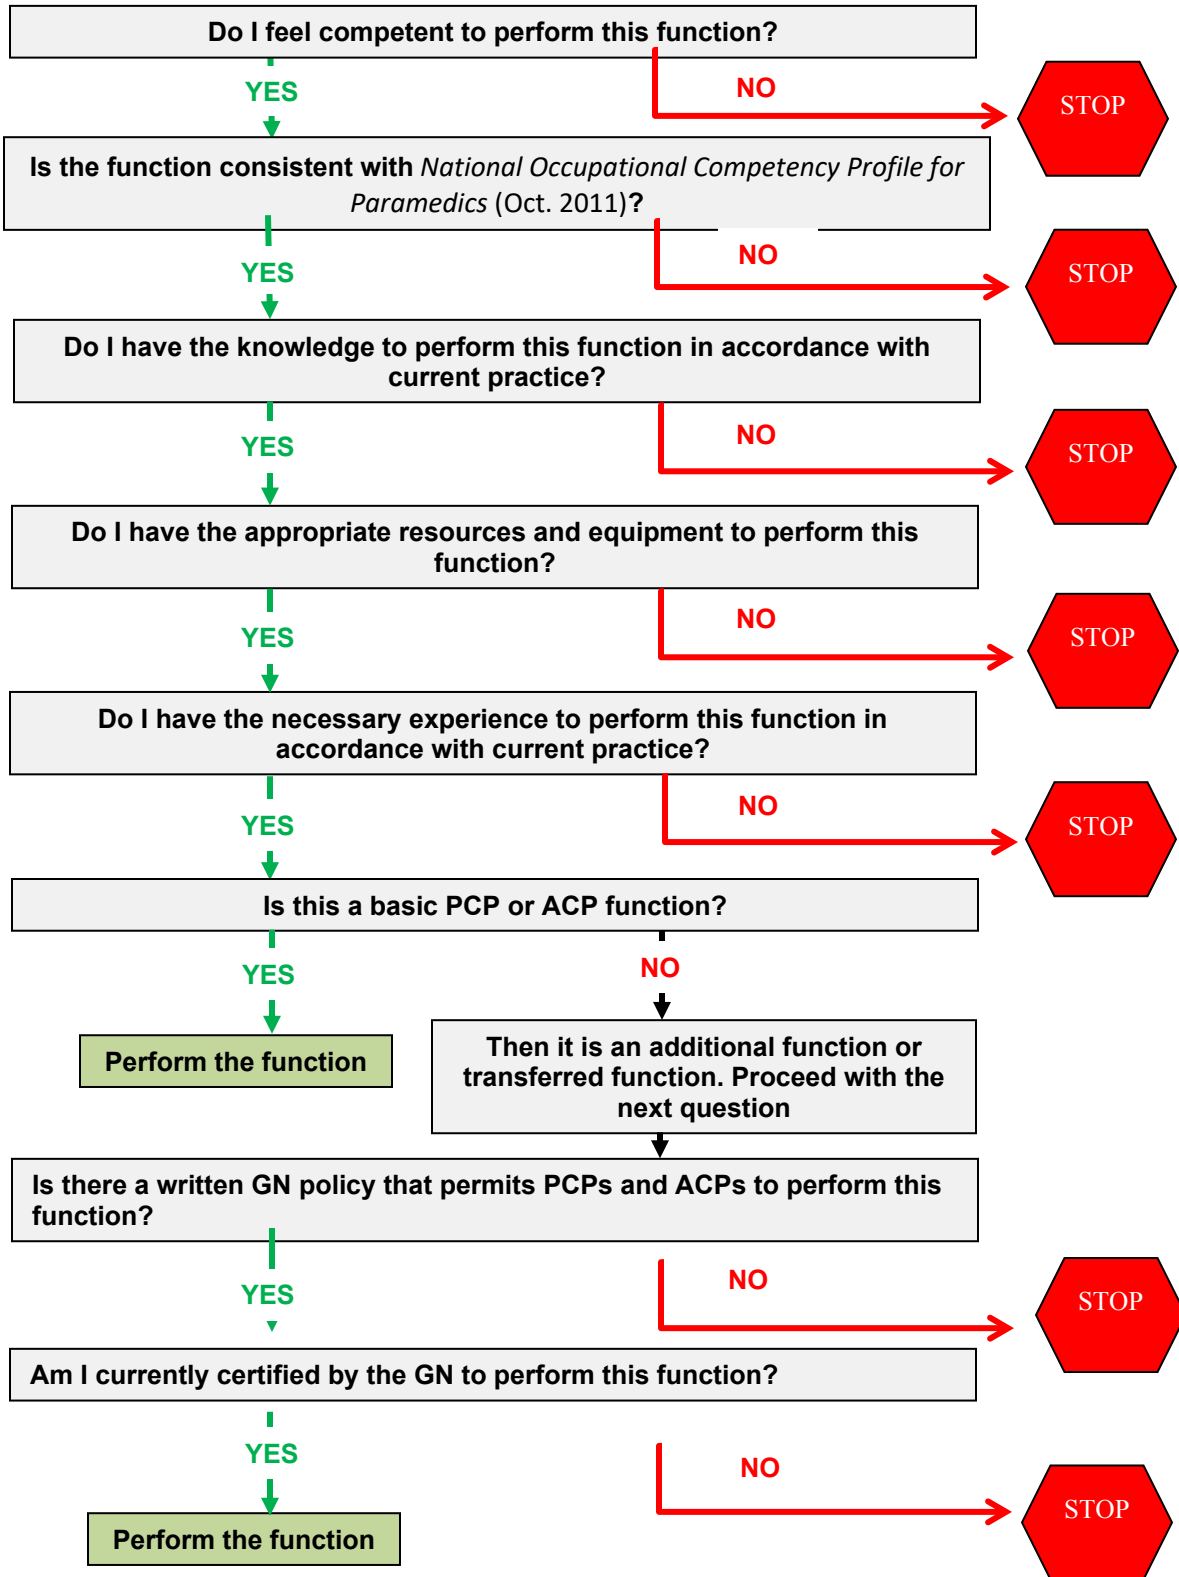 Do I feel competent to perform this function?
YES
NO
STOP
Is the function consistent with National Occupational Competency Profile for
Paramedics (Oct. 2011)?
YES
NO
STOP
Do I have the knowledge to perform this function in accordance with
current practice?
YES
NO
STOP
Do I have the appropriate resources and equipment to perform this
function?
YES
NO
STOP
Do I have the necessary experience to perform this function in
accordance with current practice?
YES
NO
STOP
Is this a basic PCP or ACP function?
YES
NO
Perform the function
Then it is an additional function or
transferred function. Proceed with the
next question
Is there a written GN policy that permits PCPs and ACPs to perform this
function?
YES
NO
STOP
Am I currently certified by the GN to perform this function?
YES
NO
STOP
Perform the function